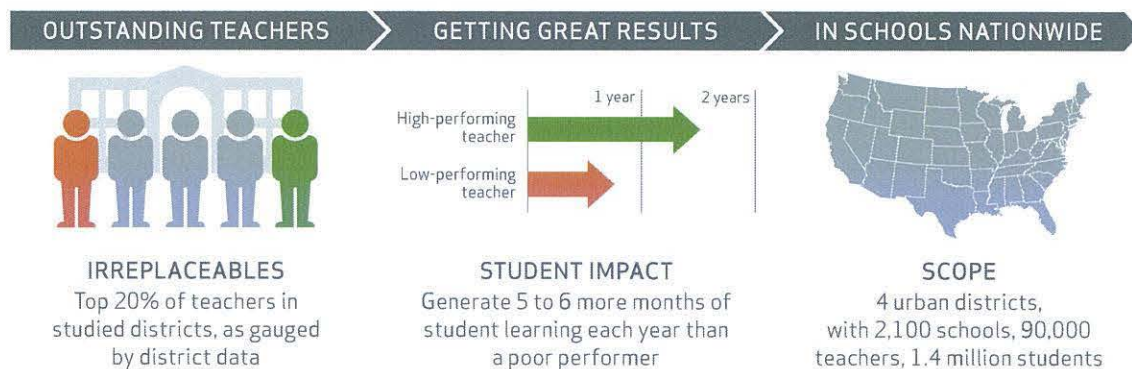 OUTSTANDING TEACHERS
GETTING GREAT RESULTS
IN SCHOOLS NATIONWIDE
1 year
2 years
High-performing
teacher
Low-performing
teacher
IRREPLACEABLES
Top 20% of teachers in
studied districts, as gauged
by district data
STUDENT IMPACT
Generate 5 to 6 more months of
student learning each year than
a poor performer
SCOPE
4 urban districts,
with 2,100 schools, 90,000
teachers, 1.4 million students